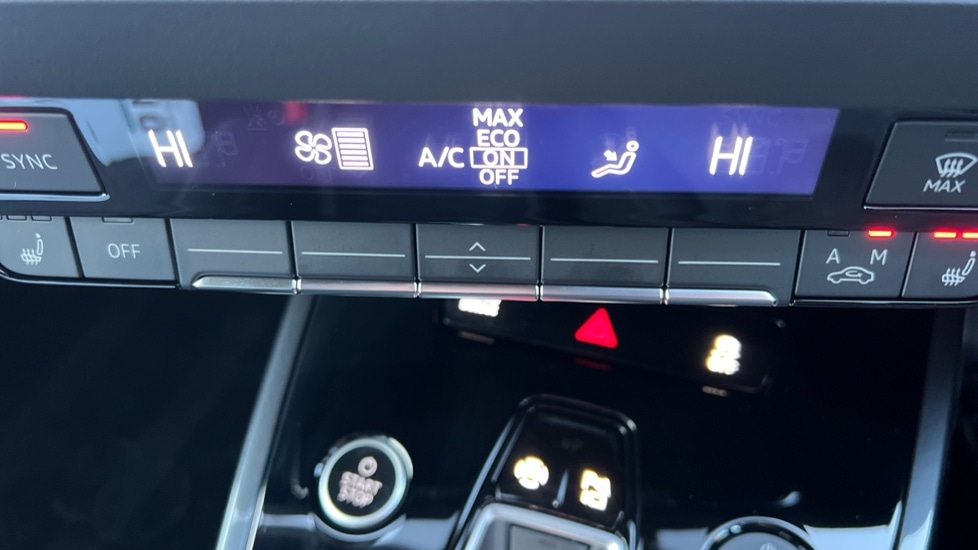 MAX
ECO
HI A/C ON HI
OFF
SYNC
MAX
OFF
A M
START
STOP